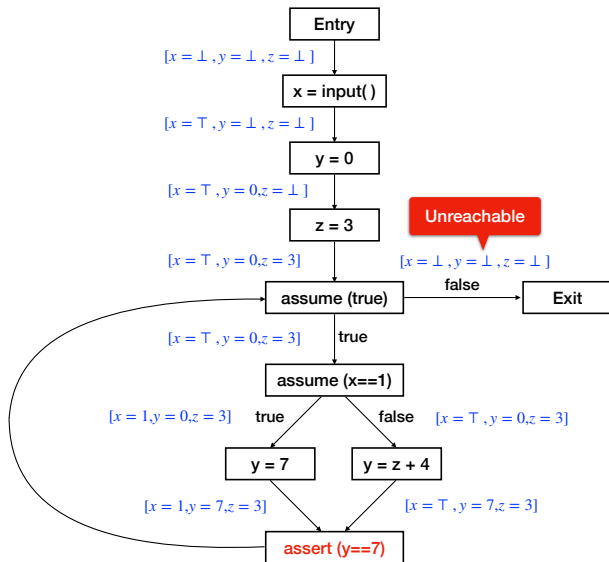 Entry
[x = ⊥ , y = ⊥ , z = ⊥ ]
x = input( )
[x = ⊤ , y = ⊥ , z = ⊥ ]
y = 0
[x = ⊤ , y = 0,z = ⊥ ]
Unreachable
z = 3
[x = ⊤ , y = 0,z = 3]
[x = ⊥ , y = ⊥ , z = ⊥ ]
assume (true)
false
Exit
[x = ⊤ , y = 0,z = 3]
true
assume (x==1)
[x = 1,y = 0,z = 3]
true
false
[x = ⊤ , y = 0,z = 3]
y = 7
y = z + 4
[x = 1,y = 7,z = 3]
[x = ⊤ , y = 7,z = 3]
assert (y==7)